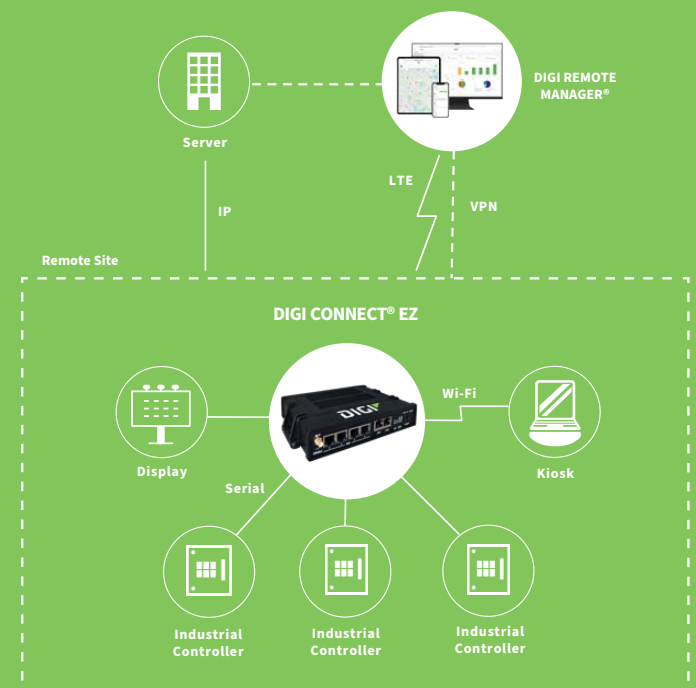 DIGI REMOTE
MANAGER®
Server
LTE
IP
VPN
Remote Site
DIGI CONNECT® EZ
DIGI
Wi-Fi
Display
Kiosk
Serial
Industrial
Controller
Industrial
Controller
Industrial
Controller